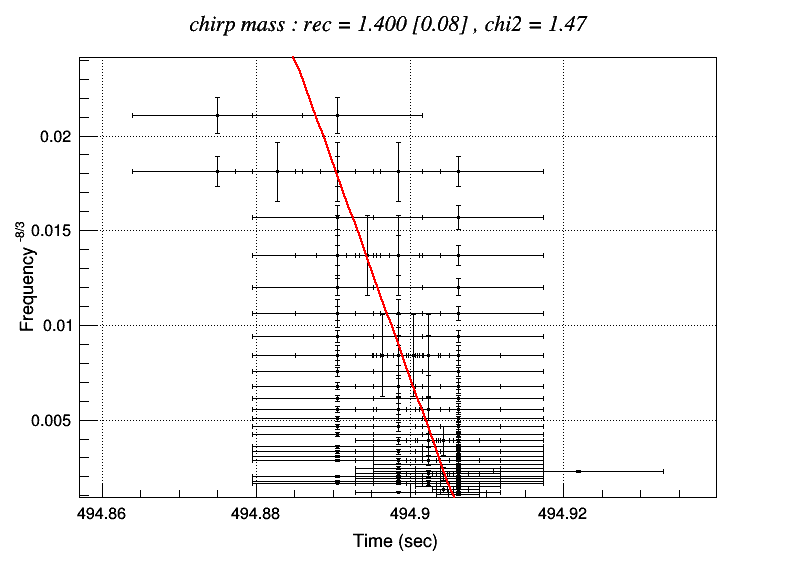 chirp mass : rec = 1.400 [0.08] , chi2 = 1.47
Frequency -8/3
0.02
0.015
0.01
0.005
494.86
494.88
494.9
494.92
Time (sec)